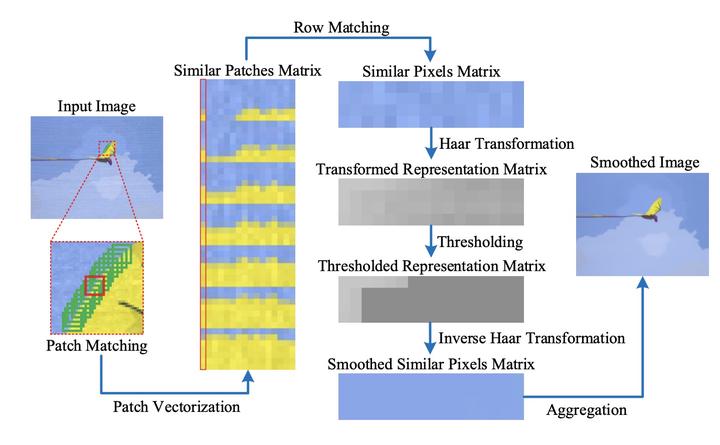 Row Matching
Similar Patches Matrix
Similar Pixels Matrix
Input Image
Haar Transformation
Transformed Representation Matrix
Smoothed Image
Thresholding
Thresholded Representation Matrix
Inverse Haar Transformation
Patch Matching
Smoothed Similar Pixels Matrix
Patch Vectorization
Aggregation